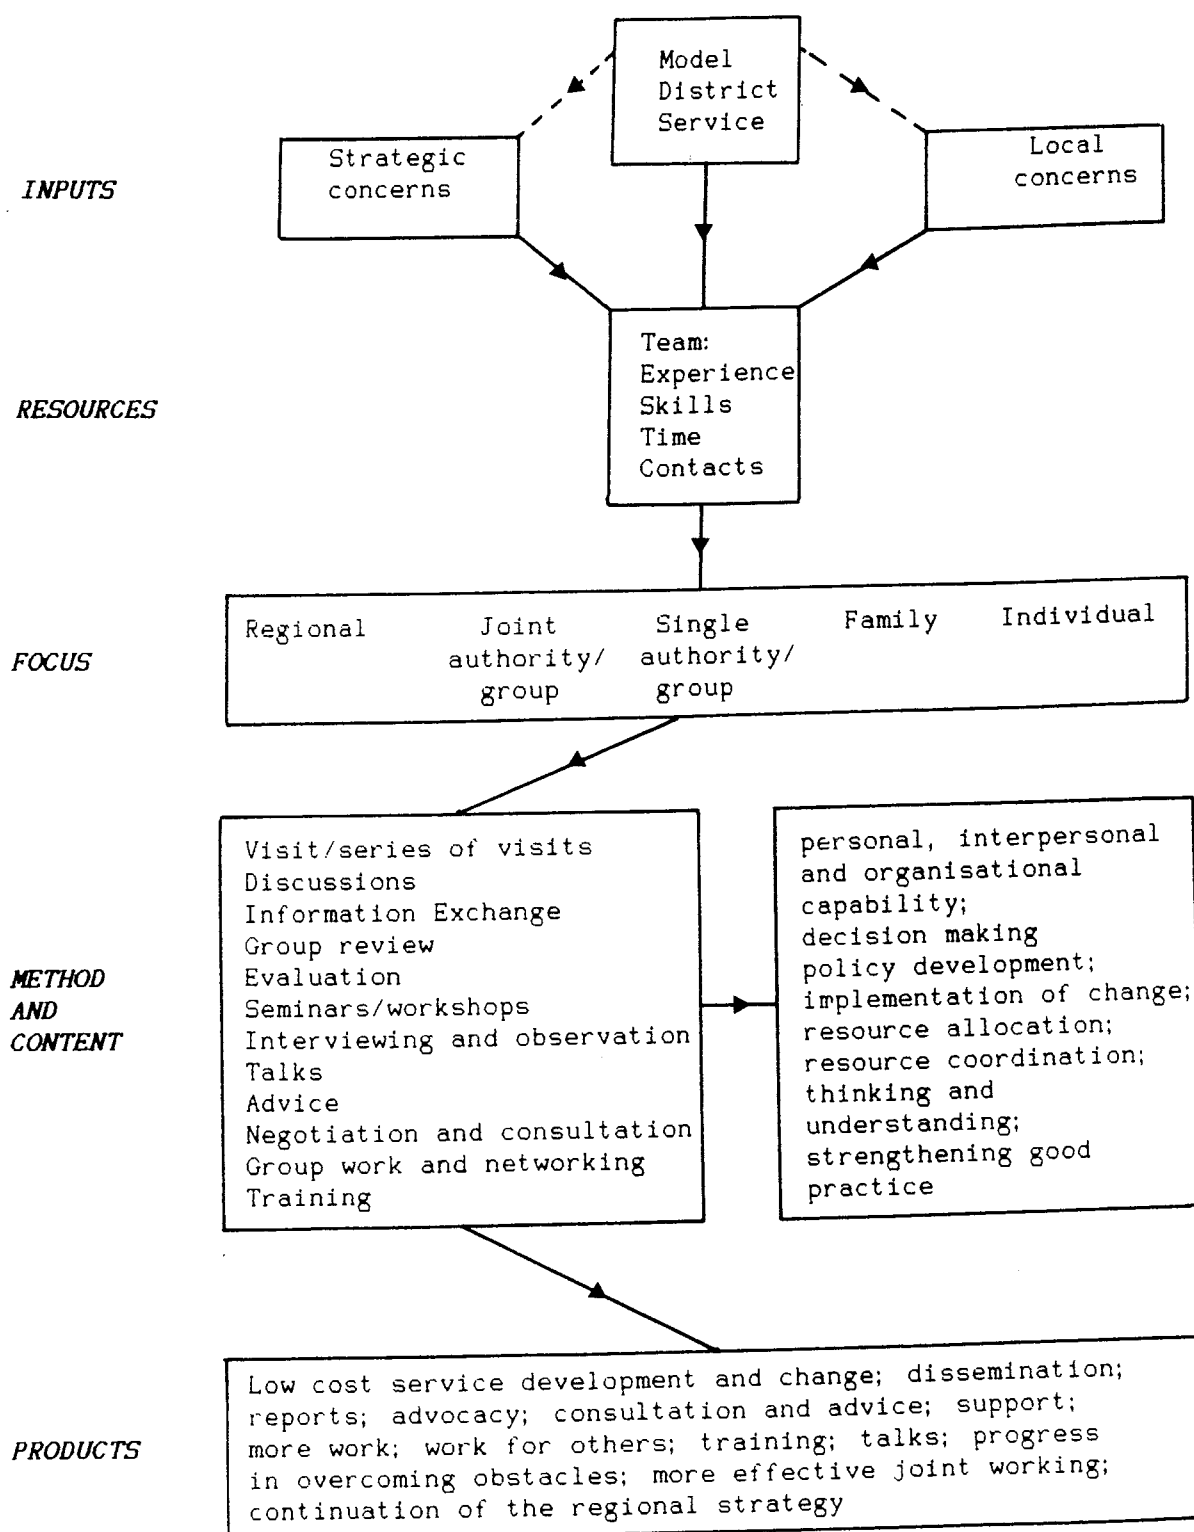 Model
District
Service
INPUTS
Strategic
concerns
Local
concerns
RESOURCES
Team:
Experience
Skills
Time
Contacts
FOCUS
Regional
Joint
authority/
group
Single
authority/
group
Family
Individual
METHOD
AND
CONTENT
Visit/series of visits
Discussions
Information Exchange
Group review
Evaluation
Seminars/workshops
Interviewing and observation
Talks
Advice
Negotiation and consultation
Group work and networking
Training
personal, interpersonal
and organisational
capability;
decision making
policy development;
implementation of change;
resource allocation;
resource coordination;
thinking and
understanding;
strengthening good
practice
PRODUCTS
Low cost service development and change; dissemination;
reports; advocacy; consultation and advice; support;
more work; work for others; training; talks; progress
in overcoming obstacles; more effective joint working;
continuation of the regional strategy